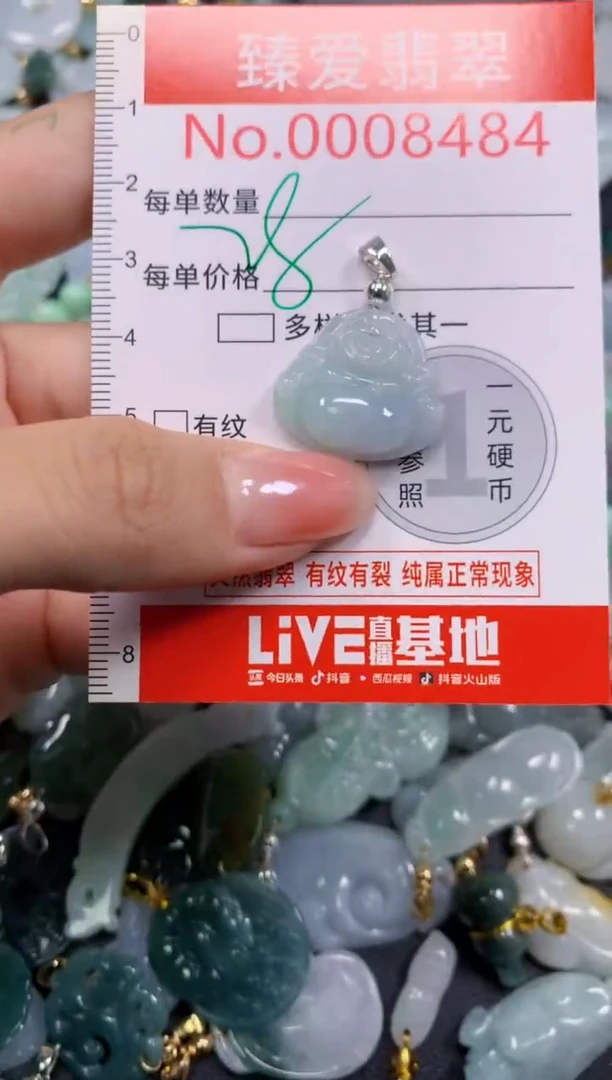 0
臻爱翡翠
1
No.0008484
2
每单数量
3
每单价格
4
多样
其一
一元硬币
1
5
有纹
参照
天然翡翠 有纹有裂 纯属正常现象
LiVE直播基地
8
头条 今日头条 抖音 • 西瓜视频 抖音火山版